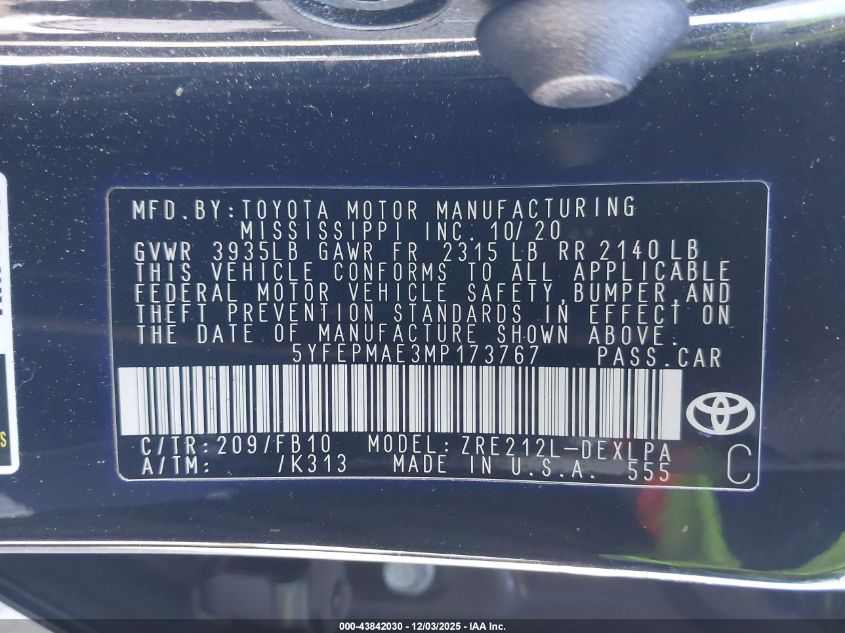 MFD.BY:TOYOTA MOTOR MANUFACTURING
MISSISSIPPI INC. 10/20
GVWR 3935LB GAWR FR 2315 LB RR 2140 LB
THIS VEHICLE CONFORMS TO ALL APPLICABLE
FEDERAL MOTOR VEHICLE SAFETY,BUMPER,AND
THEFT PREVENTION STANDARDS IN EFFECT ON
THE DATE OF MANUFACTURE SHOWN ABOVE.
5YFEPMAE3MP173767 PASS.CAR
C/TR:209/FB10 MODEL:ZRE212L-DEXLPA
A/TM: /K313 MADE IN U.S.A. 555 C
000-43842030 - 12/03/2025 - IAA Inc.